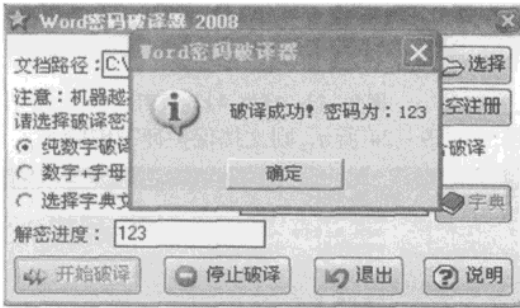 Word密码破译器 2008
Word密码破译器
文档路径：C:\
选择
注意：机器越
请选择破译密
破译成功！密码为：123
空注册
纯数字破译
破译
数字+字母
确定
选择字典文
字典
解密进度：123
开始破译
停止破译
退出
说明